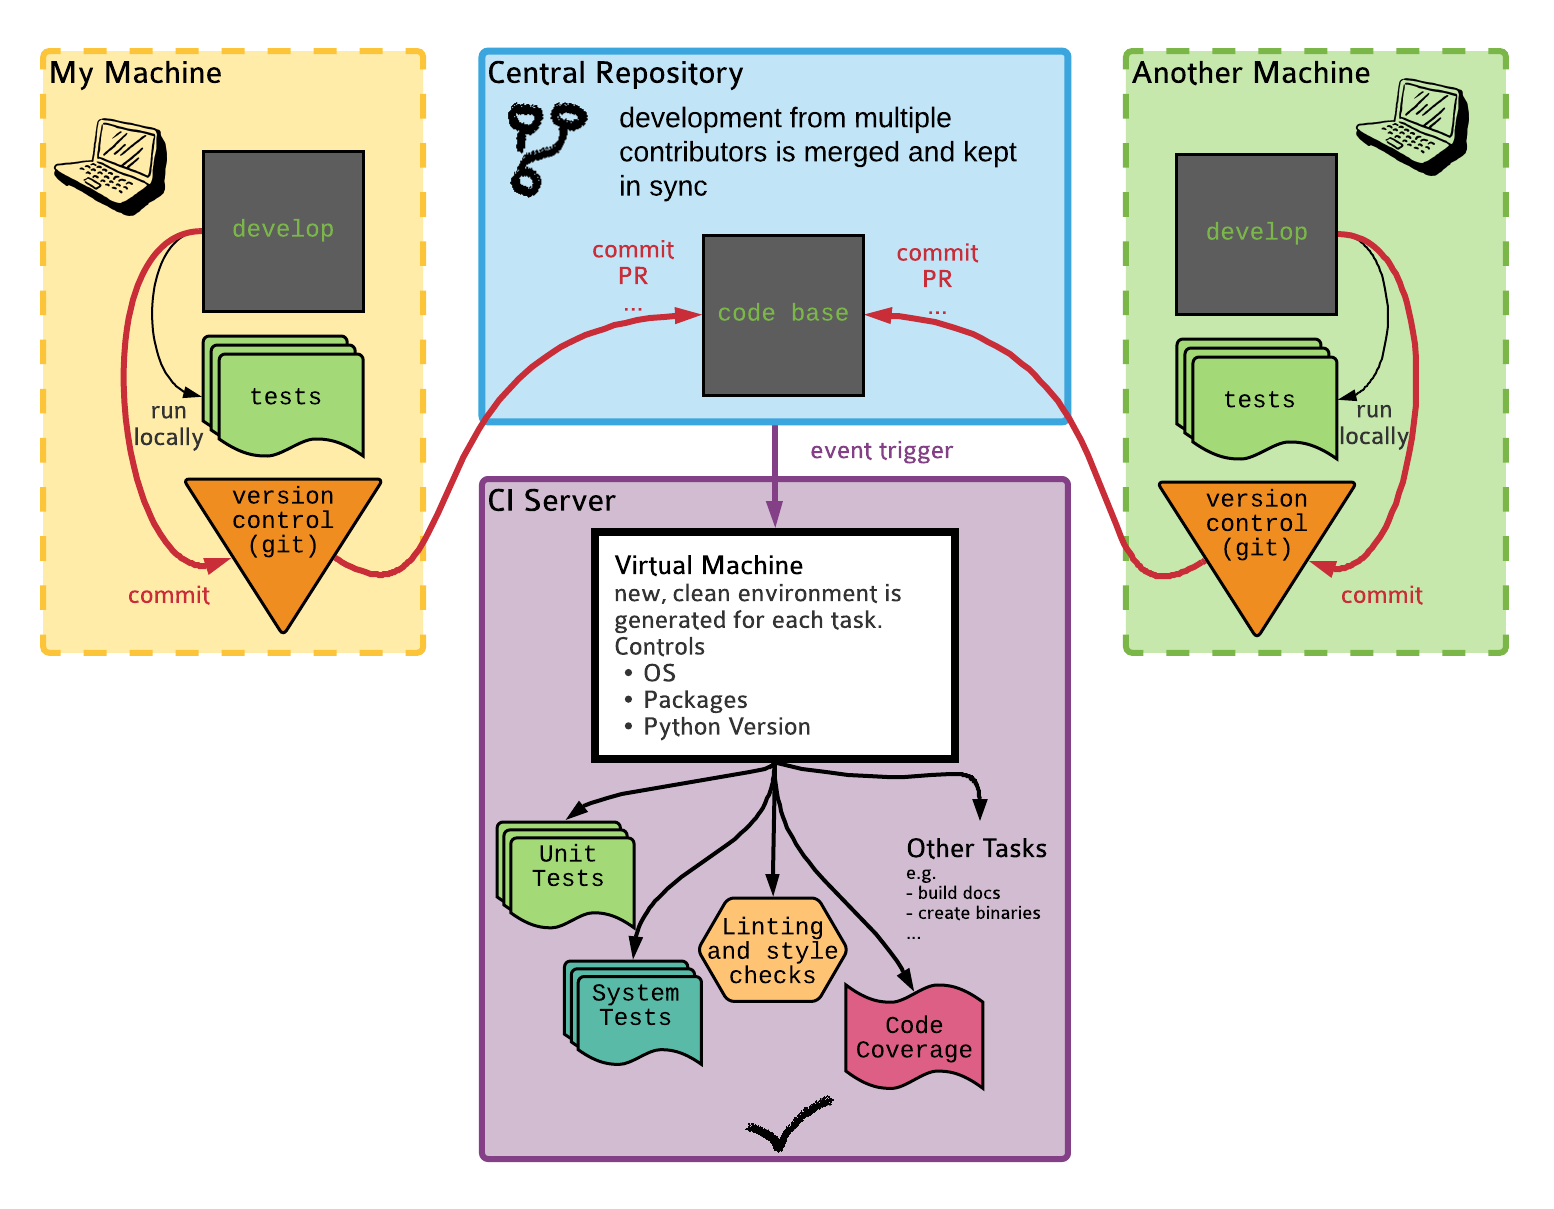 My Machine
develop
tests
run
locally
version
control
(git)
commit
Central Repository
development from multiple
contributors is merged and kept
in sync
commit
PR
...
code base
commit
PR
...
event trigger
Another Machine
develop
tests
run
locally
version
control
(git)
commit
CI Server
Virtual Machine
new, clean environment is
generated for each task.
Controls
• OS
• Packages
• Python Version
Unit
Tests
System
Tests
Linting
and style
checks
Code
Coverage
Other Tasks
e.g.
- build docs
- create binaries
...